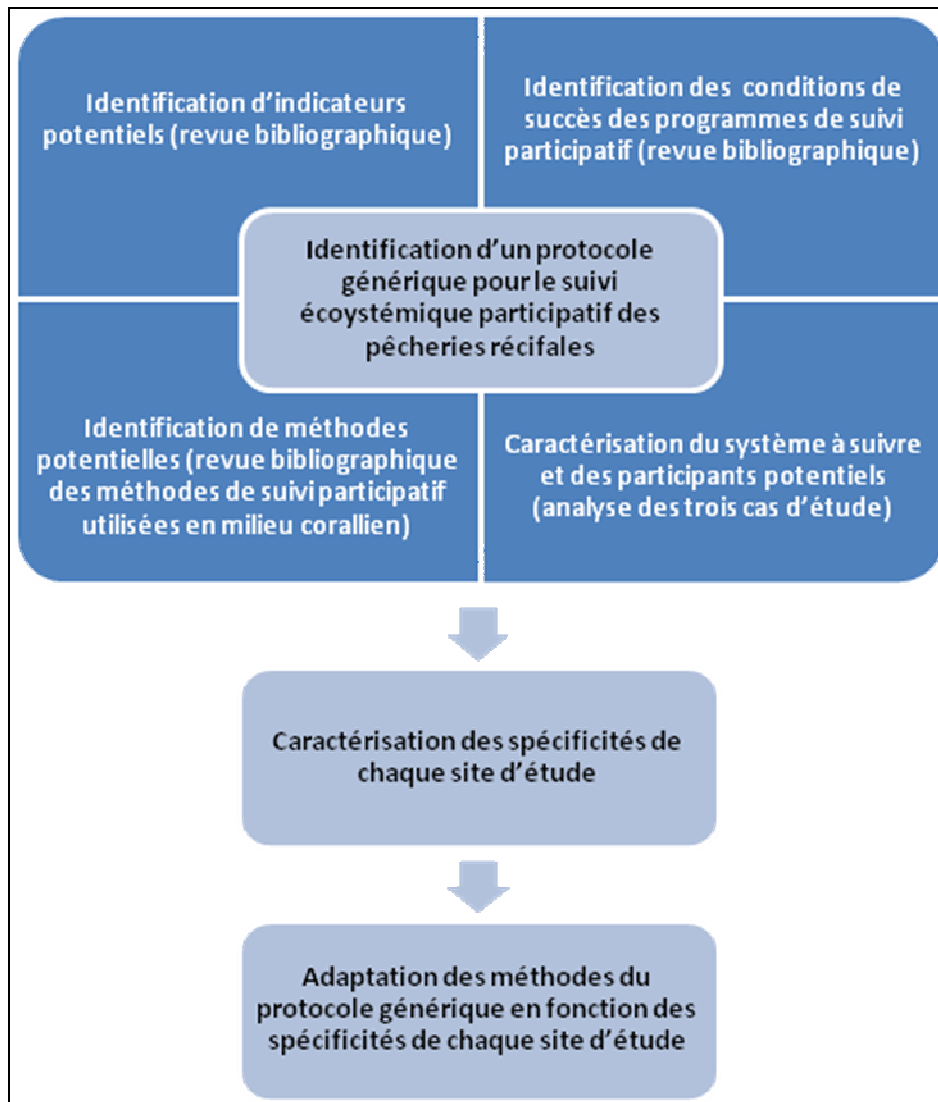 Identification d'indicateurs
potentiels (revue bibliographique)
Identification des conditions de
succès des programmes de suivi
participatif (revue bibliographique)
Identification d'un protocole
générique pour le suivi
écoystémique participatif des
pêcheries récifales
Identification de méthodes
potentielles (revue bibliographique
des méthodes de suivi participatif
utilisées en milieu corallien)
Caractérisation du système à suivre
et des participants potentiels
(analyse des trois cas d'étude)
Caractérisation des spécificités de
chaque site d'étude
Adaptation des méthodes du
protocole générique en fonction des
spécificités de chaque site d'étude